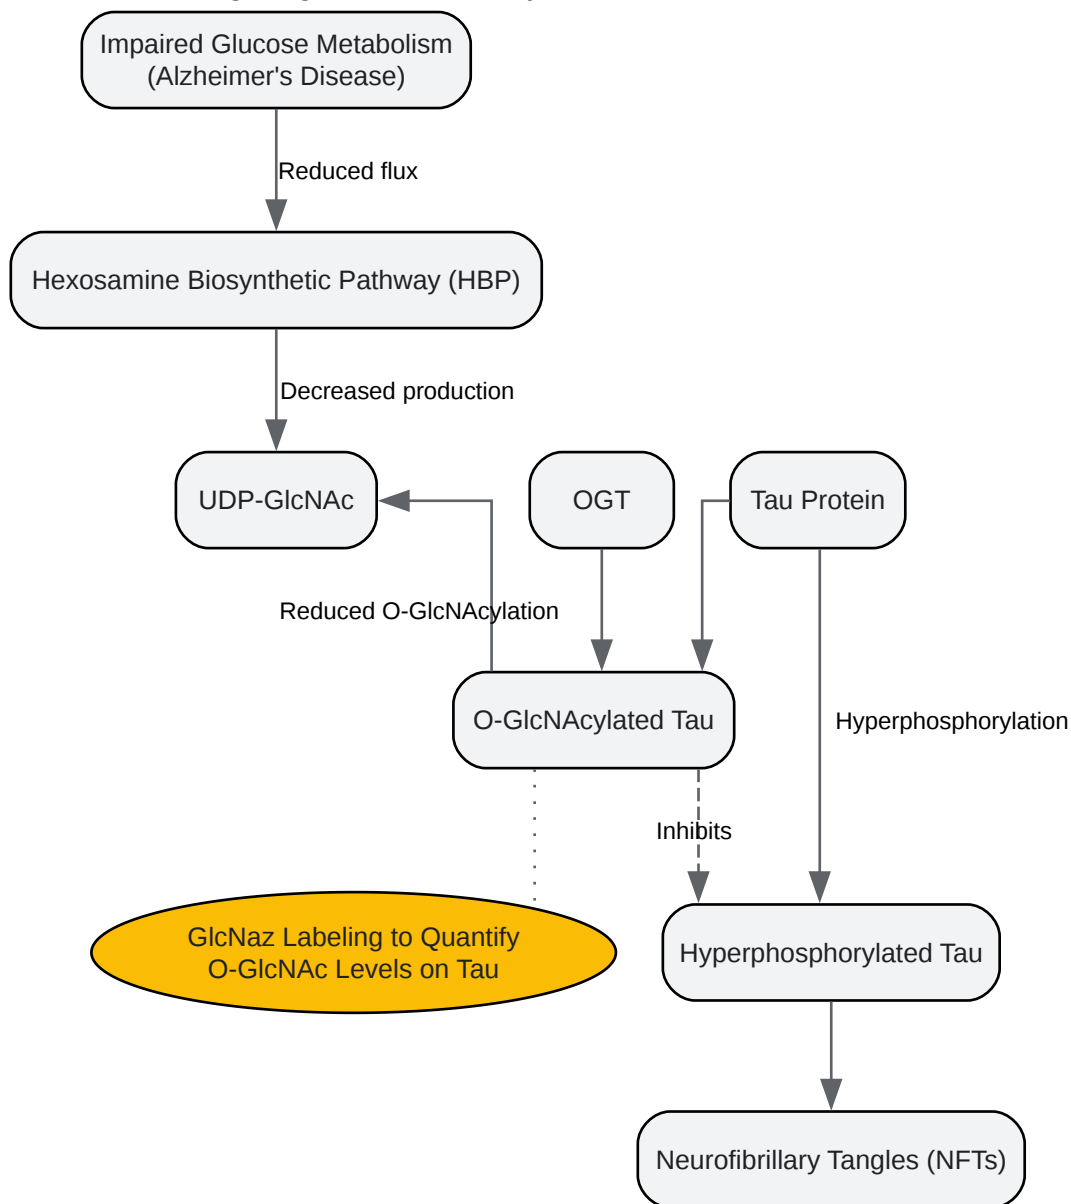 Impaired Glucose Metabolism
(Alzheimer's Disease)
Reduced flux
Hexosamine Biosynthetic Pathway (HBP)
Decreased production
UDP-GlcNAc
OGT
Tau Protein
Reduced O-GlcNAcylation
O-GlcNAcylated Tau
Hyperphosphorylation
Inhibits
GlcNaz Labeling to Quantify
O-GlcNAc Levels on Tau
Hyperphosphorylated Tau
Neurofibrillary Tangles (NFTs)